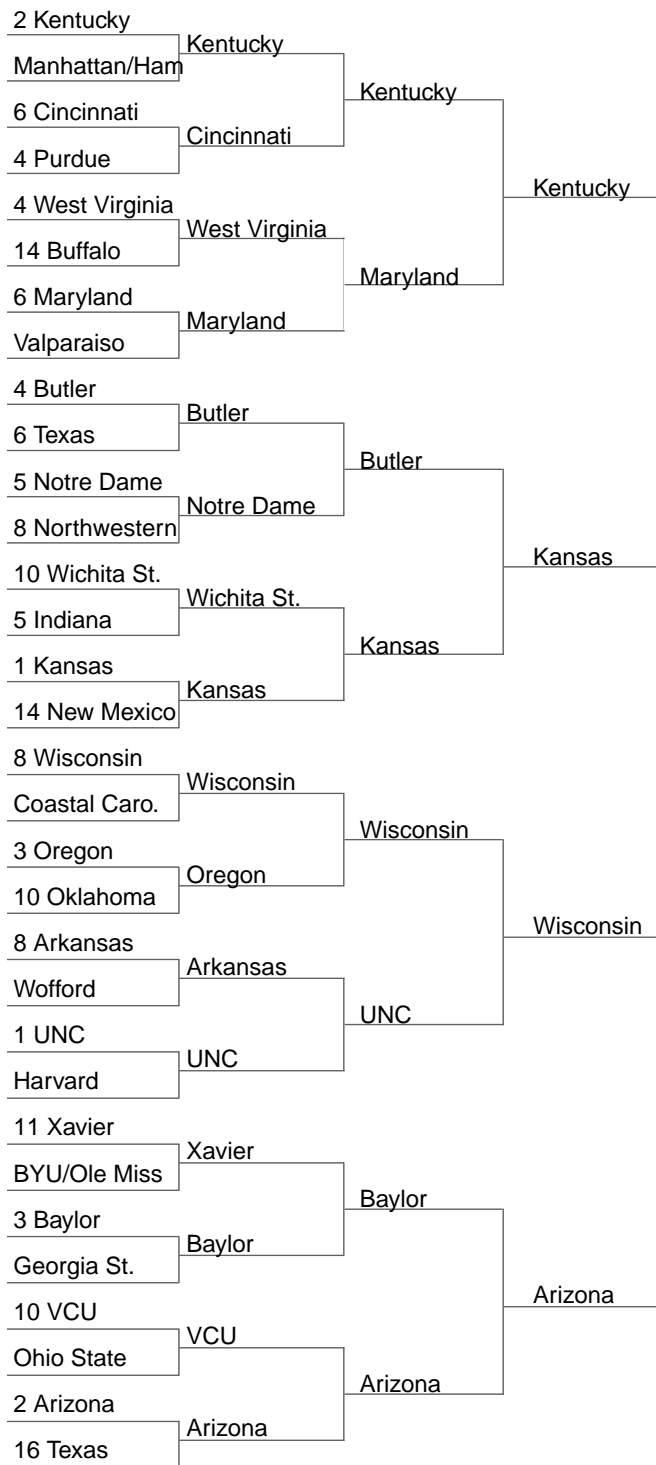 2 Kentucky
Manhattan/Ham
6 Cincinnati
4 Purdue
4 West Virginia
14 Buffalo
6 Maryland
Valparaiso
4 Butler
6 Texas
5 Notre Dame
8 Northwestern
10 Wichita St.
5 Indiana
1 Kansas
14 New Mexico
8 Wisconsin
Coastal Caro.
3 Oregon
10 Oklahoma
8 Arkansas
Wofford
1 UNC
Harvard
11 Xavier
BYU/Ole Miss
3 Baylor
Georgia St.
10 VCU
Ohio State
2 Arizona
16 Texas
Kentucky
Cincinnati
West Virginia
Maryland
Butler
Notre Dame
Wichita St.
Kansas
Wisconsin
Oregon
Arkansas
UNC
Xavier
Baylor
VCU
Arizona
Kentucky
Maryland
Butler
Kansas
Wisconsin
UNC
Baylor
Arizona
Kentucky
Kansas
Wisconsin
Arizona